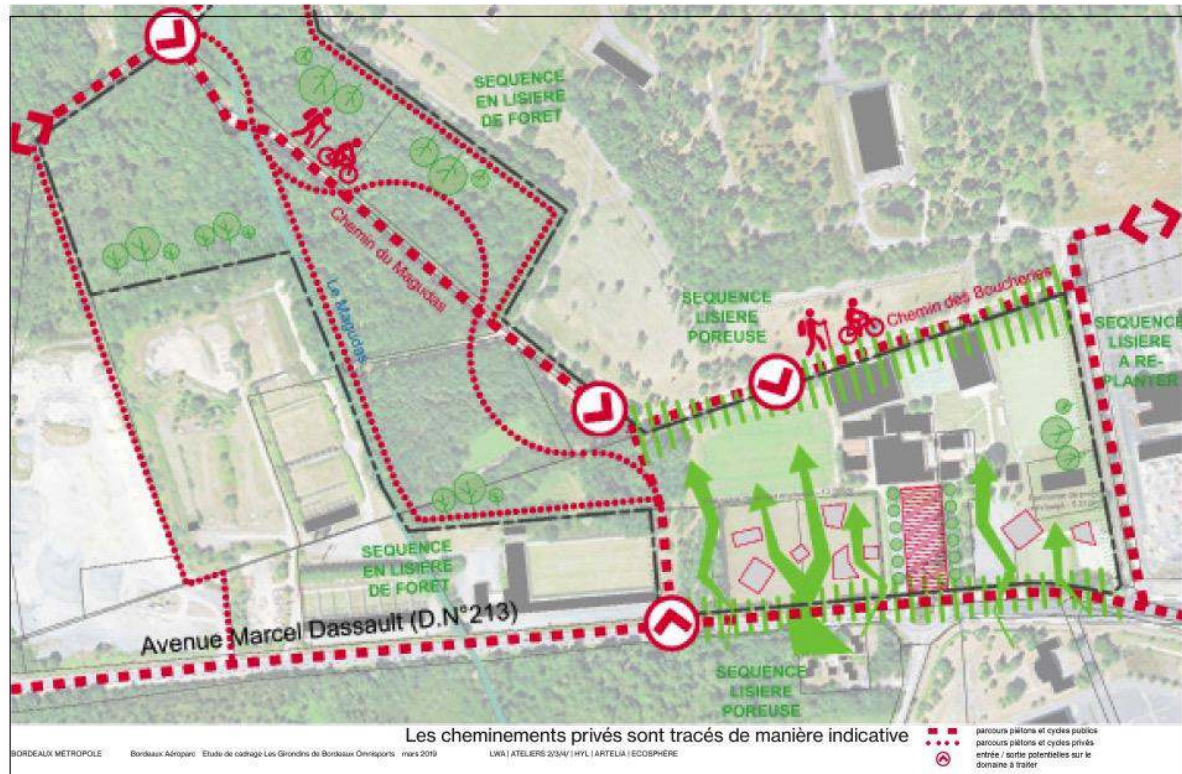 SEQUENCE
EN LISIERE
DE FORET
Chemin du Magudas
Le Magudas
SEQUENCE
LISIERE
POREUSE
Chemin des Boucheries
SEQUENCE
LISIERE
A RE-
PLANTER
SEQUENCE
EN LISIERE
DE FORÊT
Avenue Marcel Dassault (D.N°213)
SEQUENCE
LISIERE
POREUSE
Les cheminements privés sont tracés de manière indicative
parcours piétons et cycles publics
parcours piétons et cycles privés
entrée / sortie potentielles sur le
domaine à traiter
BORDEAUX MÉTROPOLE
Bordeaux Aéroparc Etude de cadrage Les Girondins de Bordeaux Omnisports mars 2019
LWA | ATELIERS 2/3/4/ | HYL | ARTELIA | ECOSPHÈRE